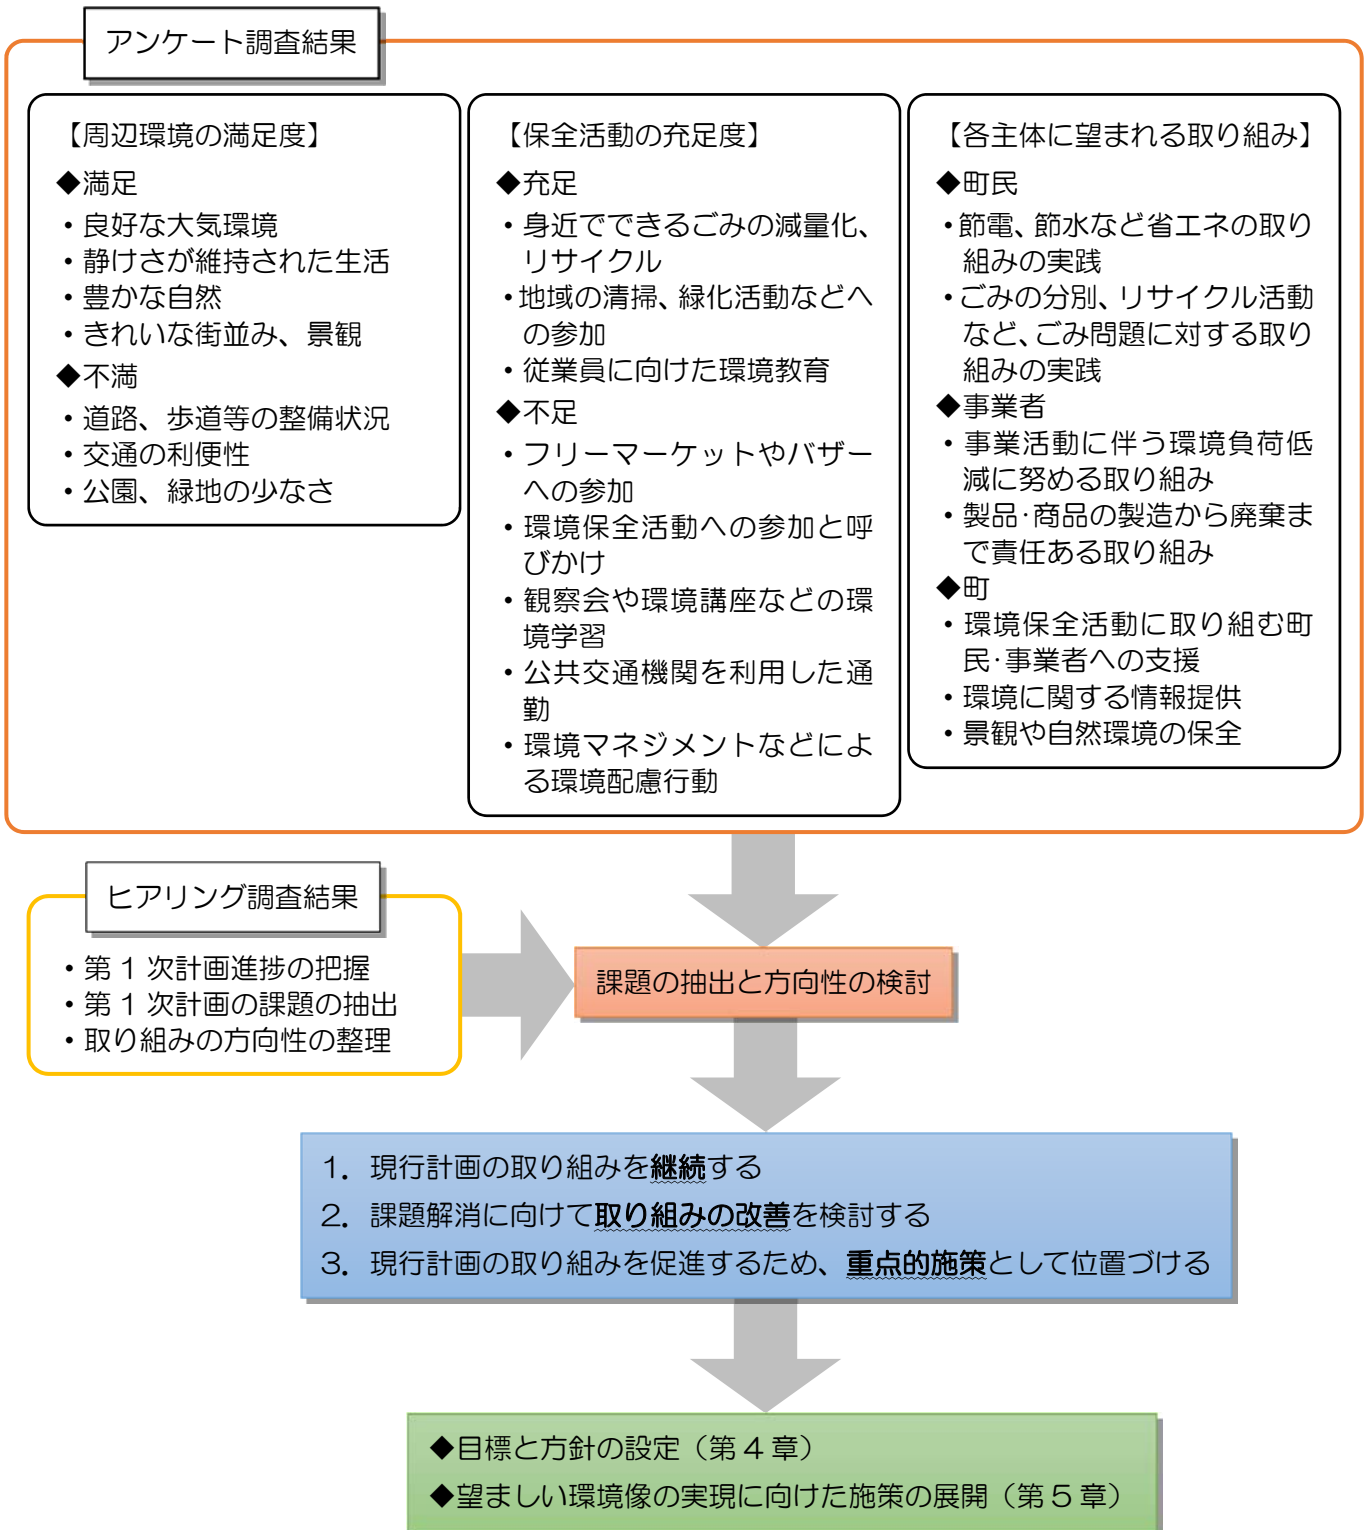 アンケート調査結果
【周辺環境の満足度】
◆満足
・良好な大気環境
・静けさが維持された生活
・豊かな自然
・きれいな街並み、景観
◆不満
・道路、歩道等の整備状況
・交通の利便性
・公園、緑地の少なさ
【保全活動の充足度】
◆充足
・身近でできるごみの減量化、
リサイクル
・地域の清掃、緑化活動などへ
の参加
・従業員に向けた環境教育
◆不足
・フリーマーケットやバザー
への参加
・環境保全活動への参加と呼
びかけ
・観察会や環境講座などの環
境学習
・公共交通機関を利用した通
勤
・環境マネジメントなどによ
る環境配慮行動
【各主体に望まれる取り組み】
◆町民
・節電、節水など省エネの取り
組みの実践
・ごみの分別、リサイクル活動
など、ごみ問題に対する取り
組みの実践
◆事業者
・事業活動に伴う環境負荷低
減に努める取り組み
・製品・商品の製造から廃棄ま
で責任ある取り組み
◆町
・環境保全活動に取り組む町
民・事業者への支援
・環境に関する情報提供
・景観や自然環境の保全
ヒアリング調査結果
・第1次計画進捗の把握
・第1次計画の課題の抽出
・取り組みの方向性の整理
課題の抽出と方向性の検討
1．現行計画の取り組みを継続する
2．課題解消に向けて取り組みの改善を検討する
3．現行計画の取り組みを促進するため、重点的施策として位置づける
◆目標と方針の設定（第4章）
◆望ましい環境像の実現に向けた施策の展開（第5章）